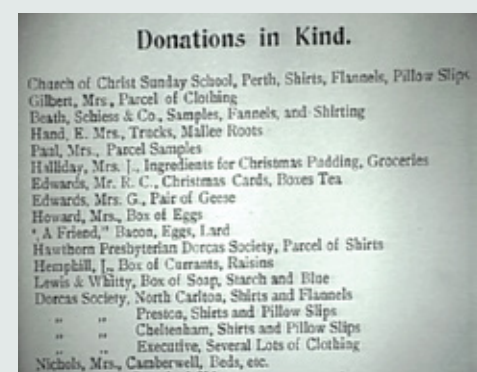 Donations in Kind.
Church of Christ Sunday School, Perth, Shirts, Flannels, Pillow Slips
Gilbert, Mrs., Parcel of Clothing
Beath, Schiess & Co., Samples, Fannels, and Shirting
Hand, E. Mrs., Trucks, Mallee Roots
Paal, Mrs., Parcel Samples
Halliday, Mrs. J., Ingredients for Christmas Pudding, Groceries
Edwards, Mr. R. C., Christmas Cards, Boxes Tea
Edwards, Mrs. G., Pair of Geese
Howard, Mrs., Box of Eggs
"A Friend," Bacon, Eggs, Lard
Hawthorn Presbyterian Dorcas Society, Parcel of Shirts
Hemphill, J., Box of Currants, Raisins
Lewis & Whitty, Box of Soap, Starch and Blue
Dorcas Society, North Carlton, Shirts and Flannels
,, ,, Preston, Shirts and Pillow Slips
,, ,, Cheltenham, Shirts and Pillow Slips
,, ,, Executive, Several Lots of Clothing
Nichols, Mrs., Camberwell, Beds, etc.